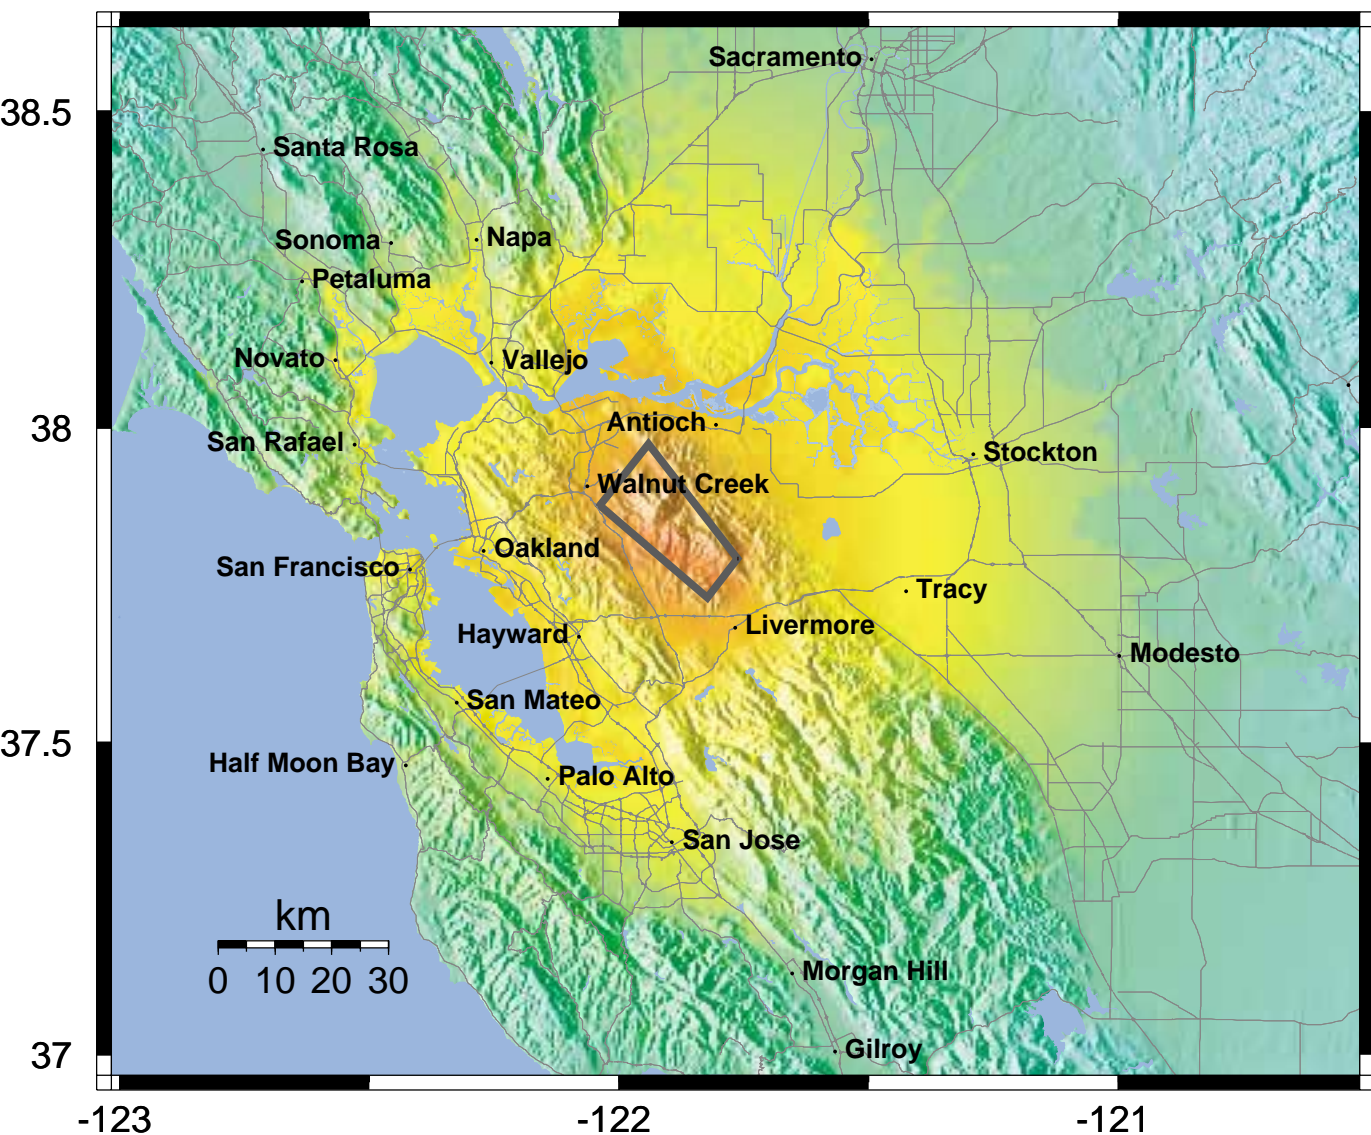 Sacramento
38.5
Santa Rosa
Sonoma
Napa
Petaluma
Novato
Vallejo
Antioch
38
San Rafael
Stockton
Walnut Creek
Oakland
San Francisco
Tracy
Livermore
Hayward
Modesto
San Mateo
37.5
Half Moon Bay
Palo Alto
San Jose
km
0 10 20 30
Morgan Hill
Gilroy
37
-123 -122 -121